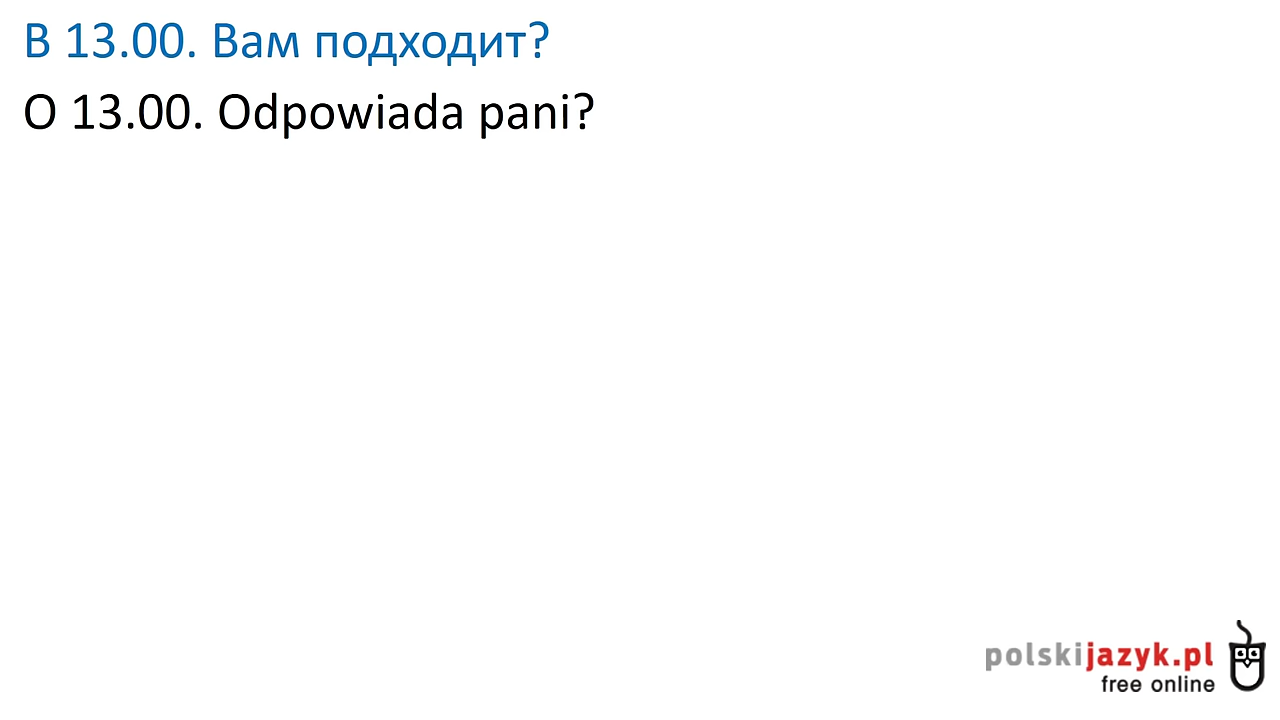 В 13.00. Вам подходит?
O 13.00. Odpowiada pani?
polskijazyk.pl
free online